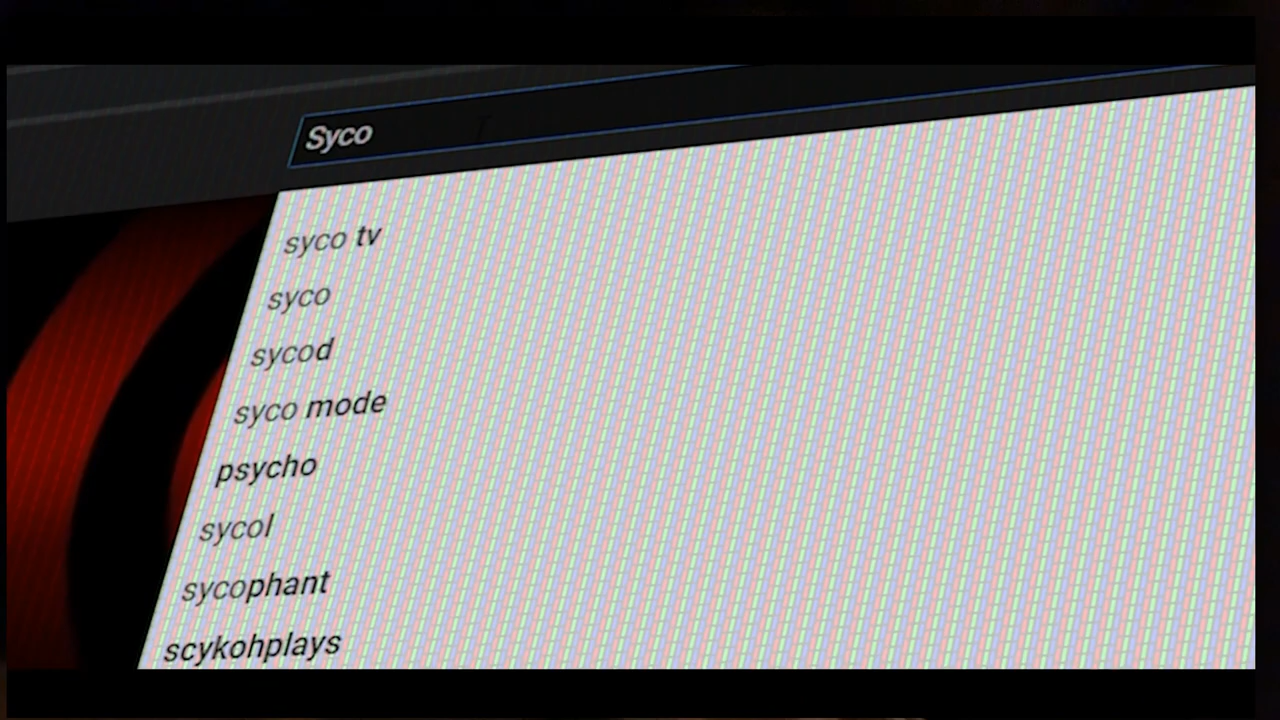 Syco
syco tv
syco
sycod
syco mode
psycho
sycol
sycophant
scykohplays